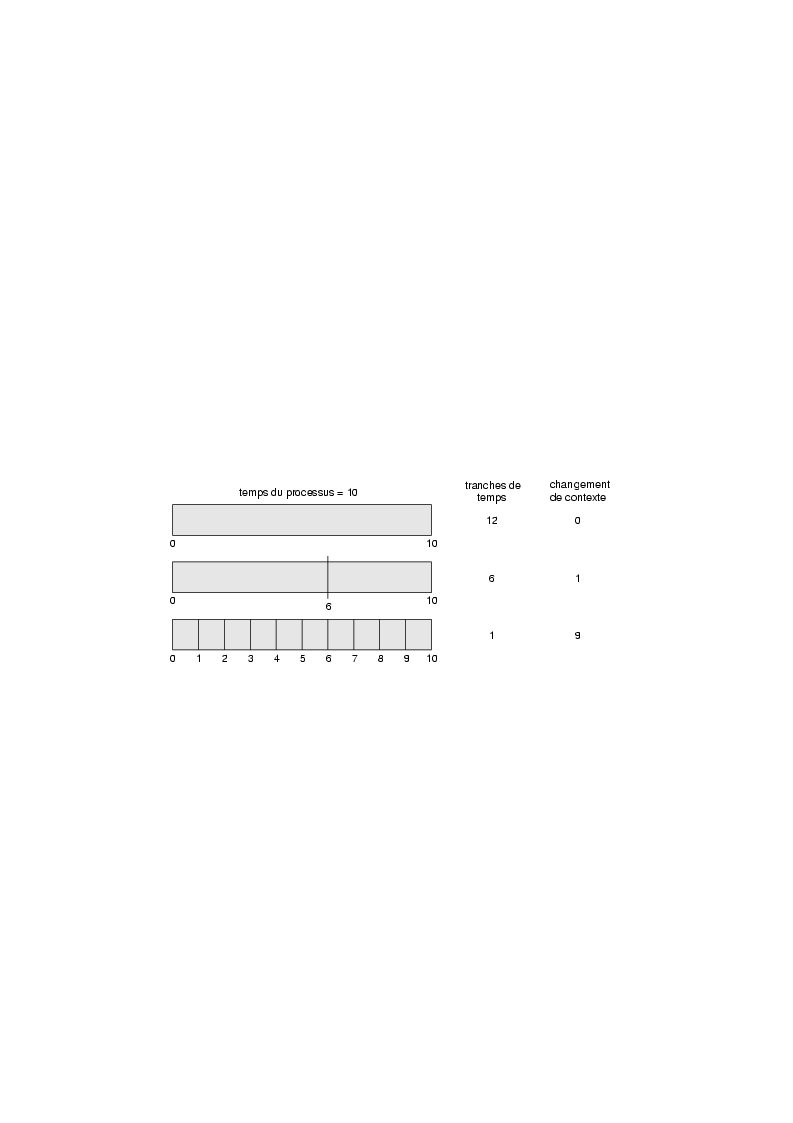 temps du processus = 10
tranches de temps
changement de contexte
12 0
0 10
6 1
0 6 10
1 9
0 1 2 3 4 5 6 7 8 9 10